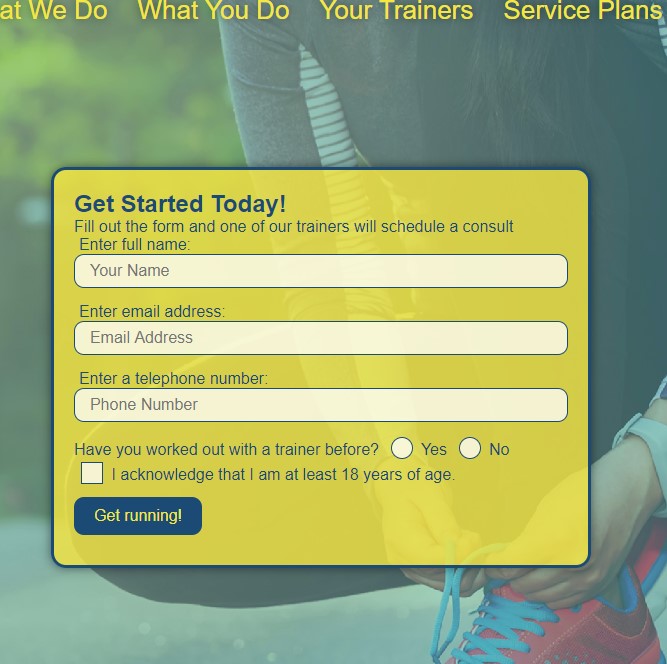 at We Do What You Do Your Trainers Service Plans
Get Started Today!
Fill out the form and one of our trainers will schedule a consult
Enter full name:
Your Name
Enter email address:
Email Address
Enter a telephone number:
Phone Number
Have you worked out with a trainer before? Yes No
I acknowledge that I am at least 18 years of age.
Get running!